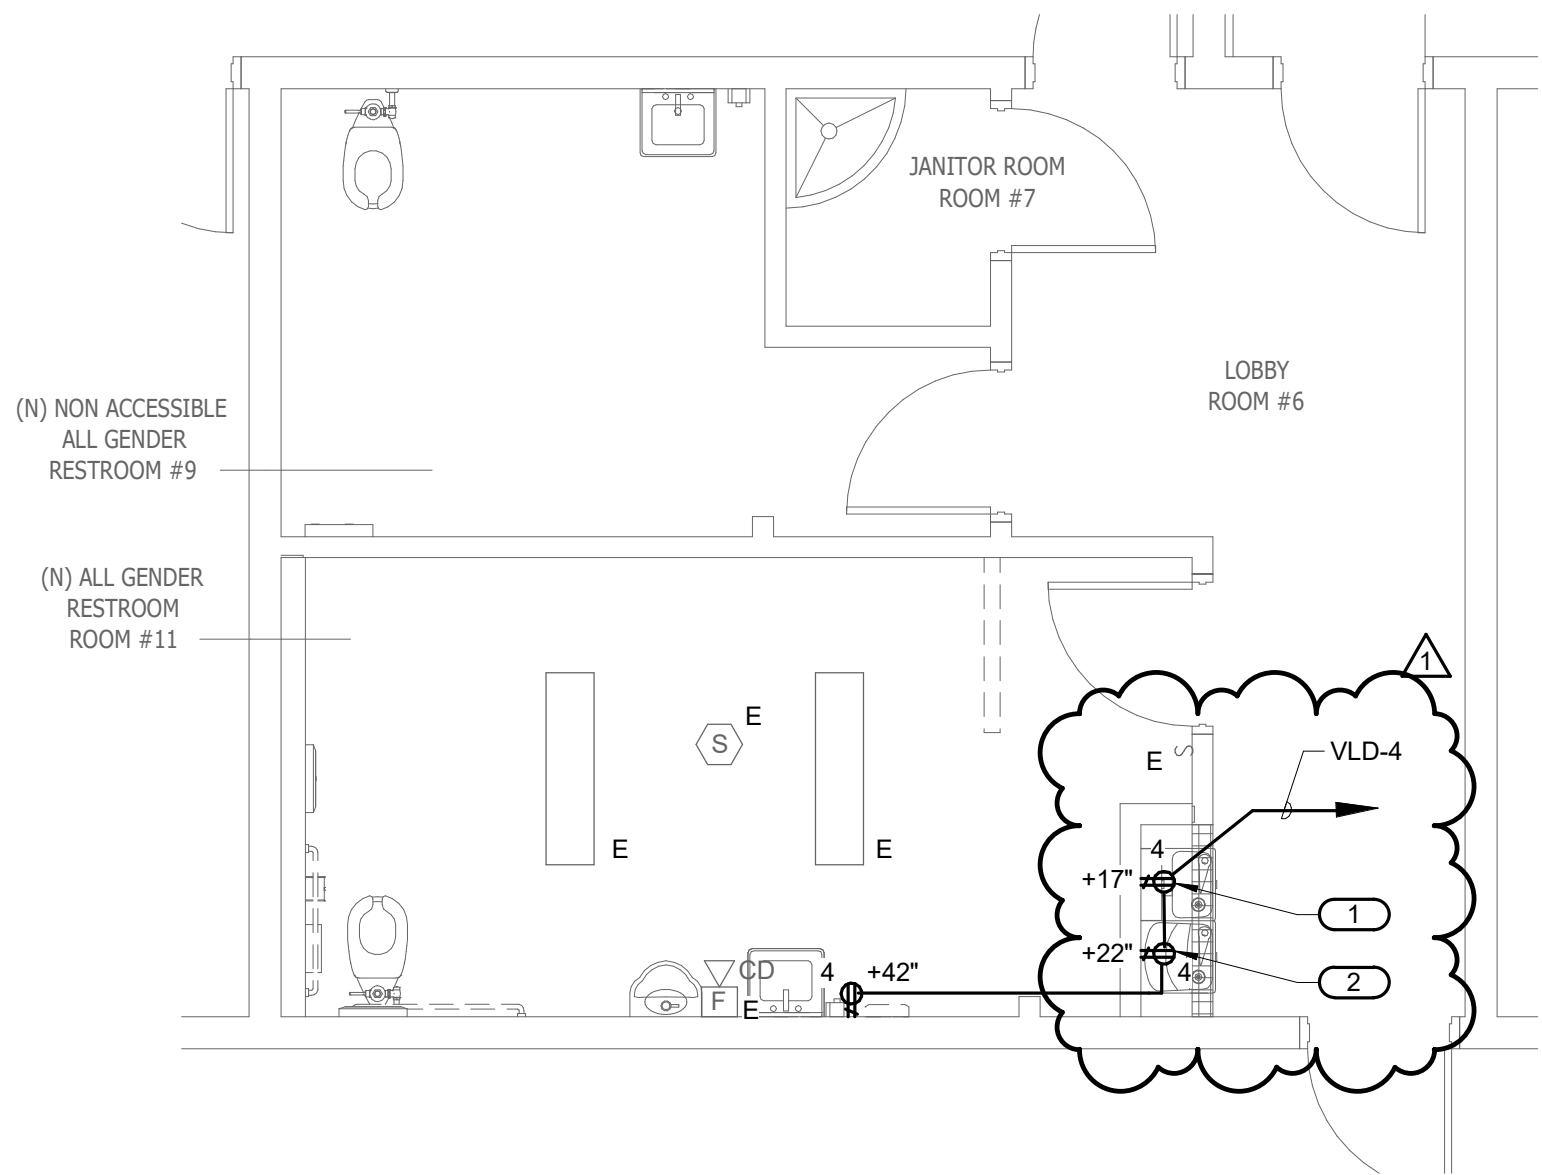 JANITOR ROOM
ROOM #7
LOBBY
ROOM #6
(N) NON ACCESSIBLE
ALL GENDER
RESTROOM #9
(N) ALL GENDER
RESTROOM
ROOM #11
1
E
S
E
S
VLD-4
E
E
4
+17"
1
+22"
4
2
CD
F
E
4
+42"